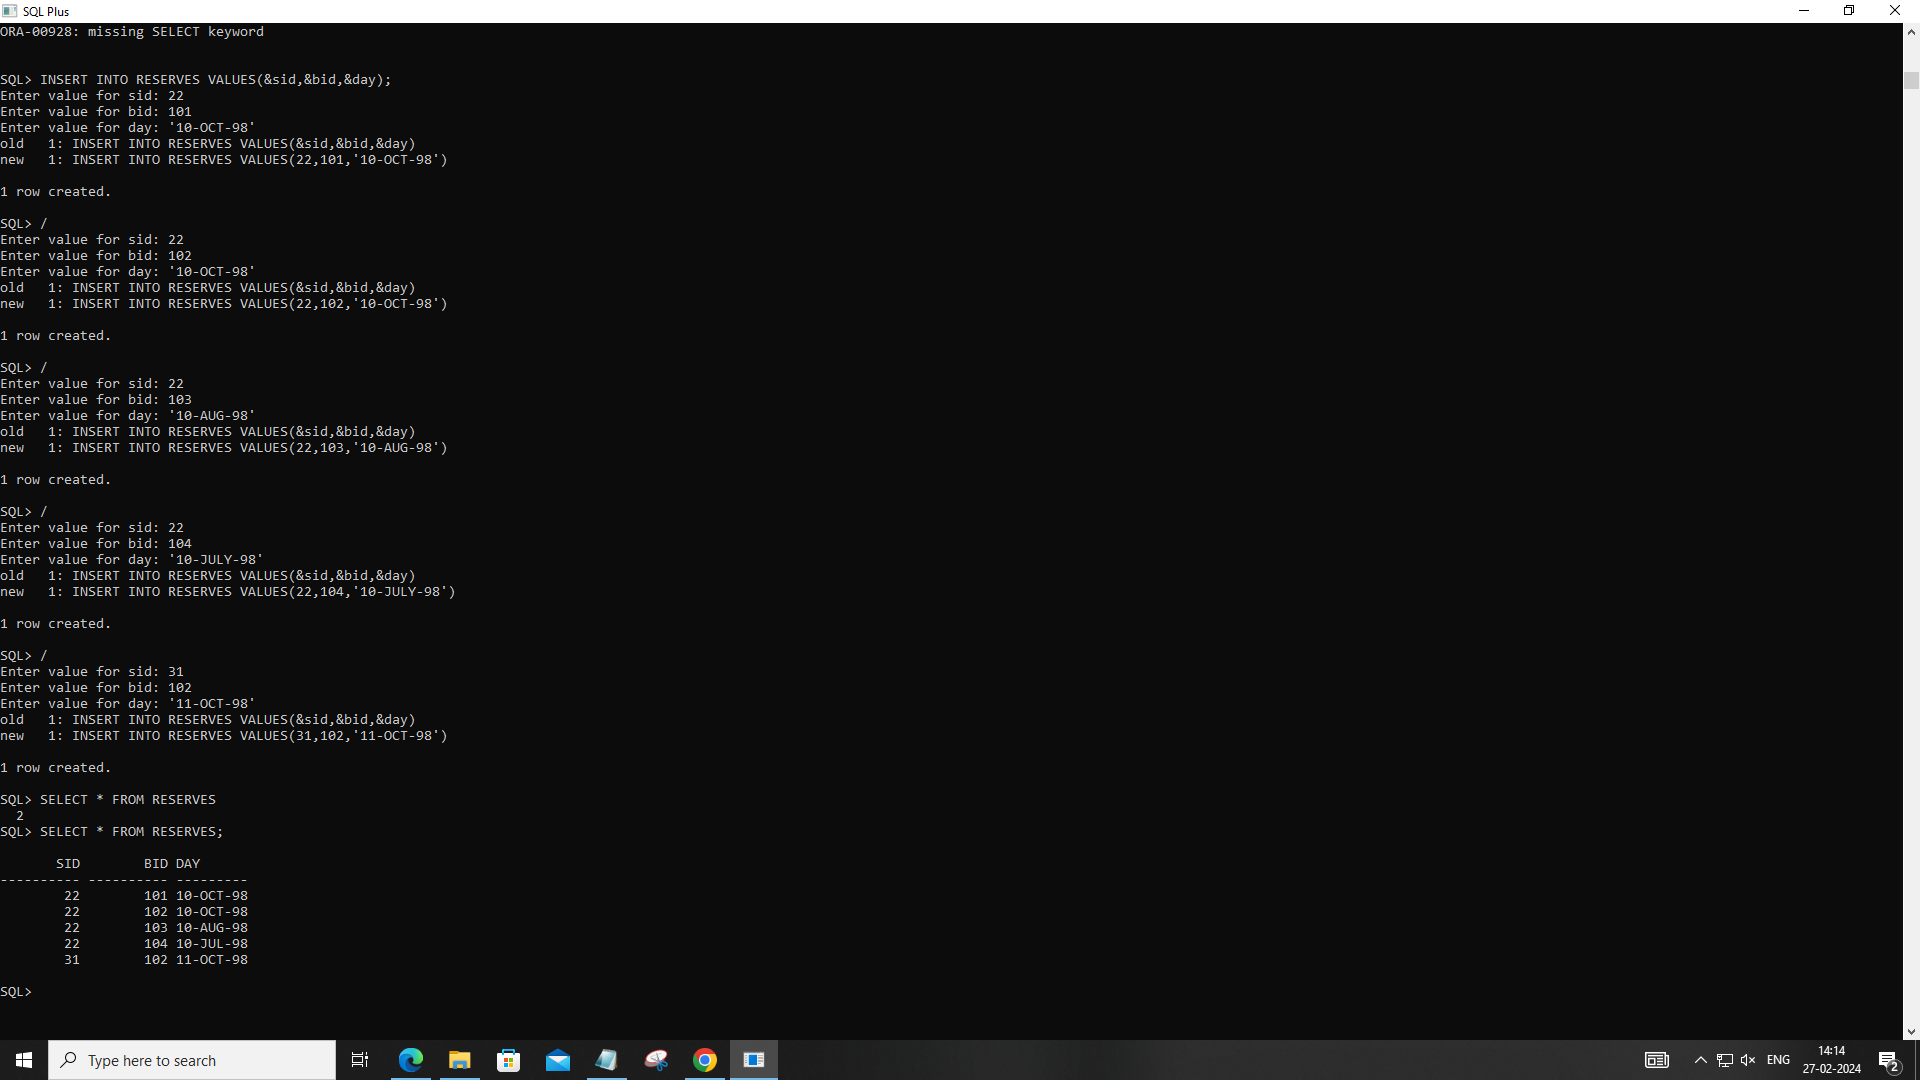 SQL Plus
ORA-00928: missing SELECT keyword
SQL> INSERT INTO RESERVES VALUES(&sid,&bid,&day);
Enter value for sid: 22
Enter value for bid: 101
Enter value for day: '10-OCT-98'
old   1: INSERT INTO RESERVES VALUES(&sid,&bid,&day)
new   1: INSERT INTO RESERVES VALUES(22,101,'10-OCT-98')
1 row created.
SQL> /
Enter value for sid: 22
Enter value for bid: 102
Enter value for day: '10-OCT-98'
old   1: INSERT INTO RESERVES VALUES(&sid,&bid,&day)
new   1: INSERT INTO RESERVES VALUES(22,102,'10-OCT-98')
1 row created.
SQL> /
Enter value for sid: 22
Enter value for bid: 103
Enter value for day: '10-AUG-98'
old   1: INSERT INTO RESERVES VALUES(&sid,&bid,&day)
new   1: INSERT INTO RESERVES VALUES(22,103,'10-AUG-98')
1 row created.
SQL> /
Enter value for sid: 22
Enter value for bid: 104
Enter value for day: '10-JULY-98'
old   1: INSERT INTO RESERVES VALUES(&sid,&bid,&day)
new   1: INSERT INTO RESERVES VALUES(22,104,'10-JULY-98')
1 row created.
SQL> /
Enter value for sid: 31
Enter value for bid: 102
Enter value for day: '11-OCT-98'
old   1: INSERT INTO RESERVES VALUES(&sid,&bid,&day)
new   1: INSERT INTO RESERVES VALUES(31,102,'11-OCT-98')
1 row created.
SQL> SELECT * FROM RESERVES
  2
SQL> SELECT * FROM RESERVES;
       SID        BID DAY
---------- ---------- ---------
        22        101 10-OCT-98
        22        102 10-OCT-98
        22        103 10-AUG-98
        22        104 10-JUL-98
        31        102 11-OCT-98
SQL>
Type here to search
ENG
14:14
27-02-2024
2